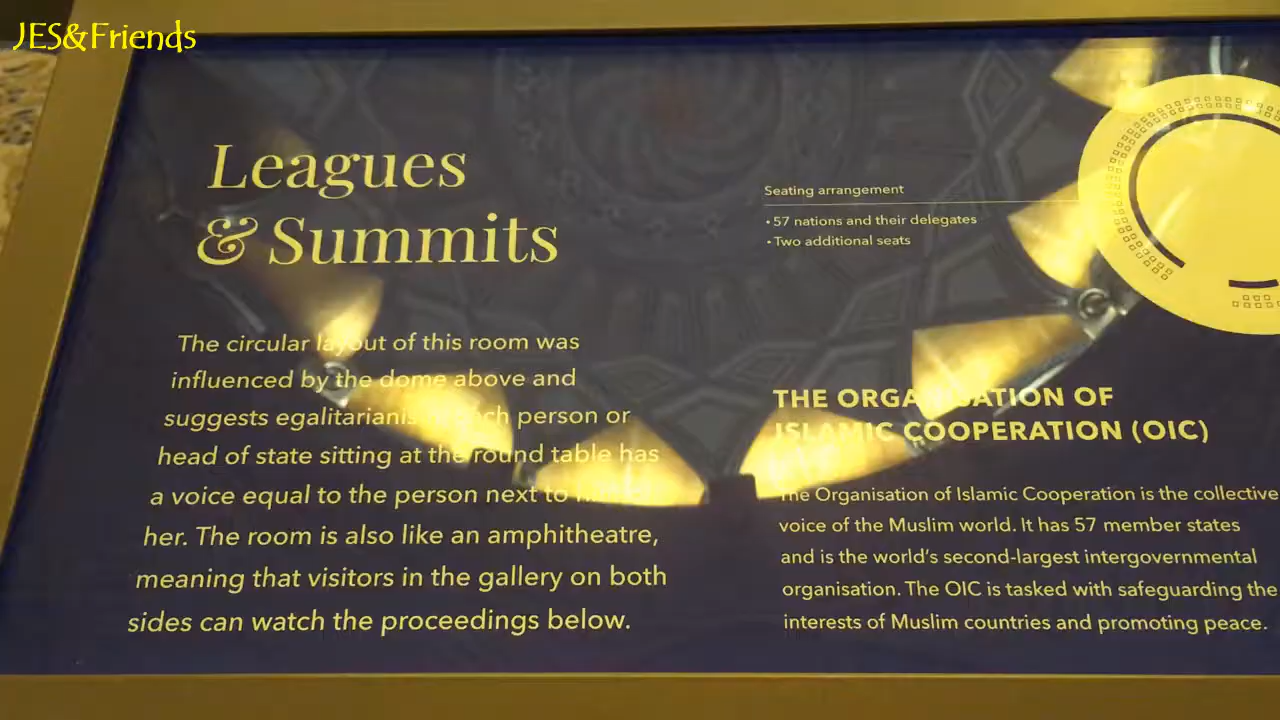 JES&Friends
Leagues
& Summits
The circular layout of this room was
influenced by the dome above and
suggests egalitarianism each person or
head of state sitting at the round table has
a voice equal to the person next to
her. The room is also like an amphitheatre,
meaning that visitors in the gallery on both
sides can watch the proceedings below.
Seating arrangement
• 57 nations and their delegates
• Two additional seats
THE ORGANISATION OF
ISLAMIC COOPERATION (OIC)
The Organisation of Islamic Cooperation is the collective
voice of the Muslim world. It has 57 member states
and is the world's second-largest intergovernmental
organisation. The OIC is tasked with safeguarding the
interests of Muslim countries and promoting peace.